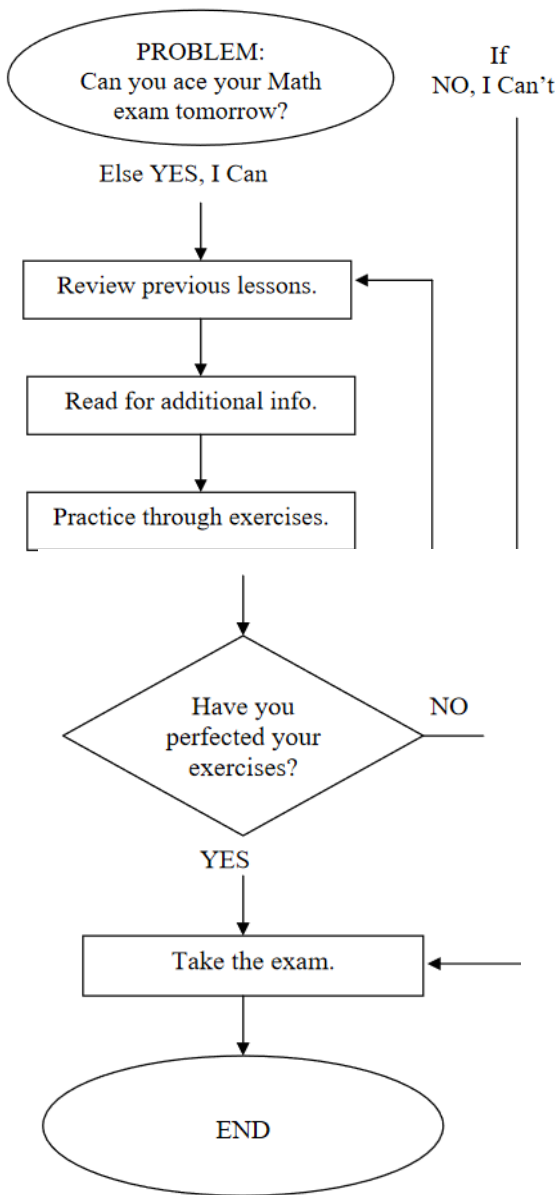 PROBLEM:
Can you ace your Math
exam tomorrow?
If
NO, I Can’t
Else YES, I Can
Review previous lessons.
Read for additional info.
Practice through exercises.
Have you
perfected your
exercises?
NO
YES
Take the exam.
END